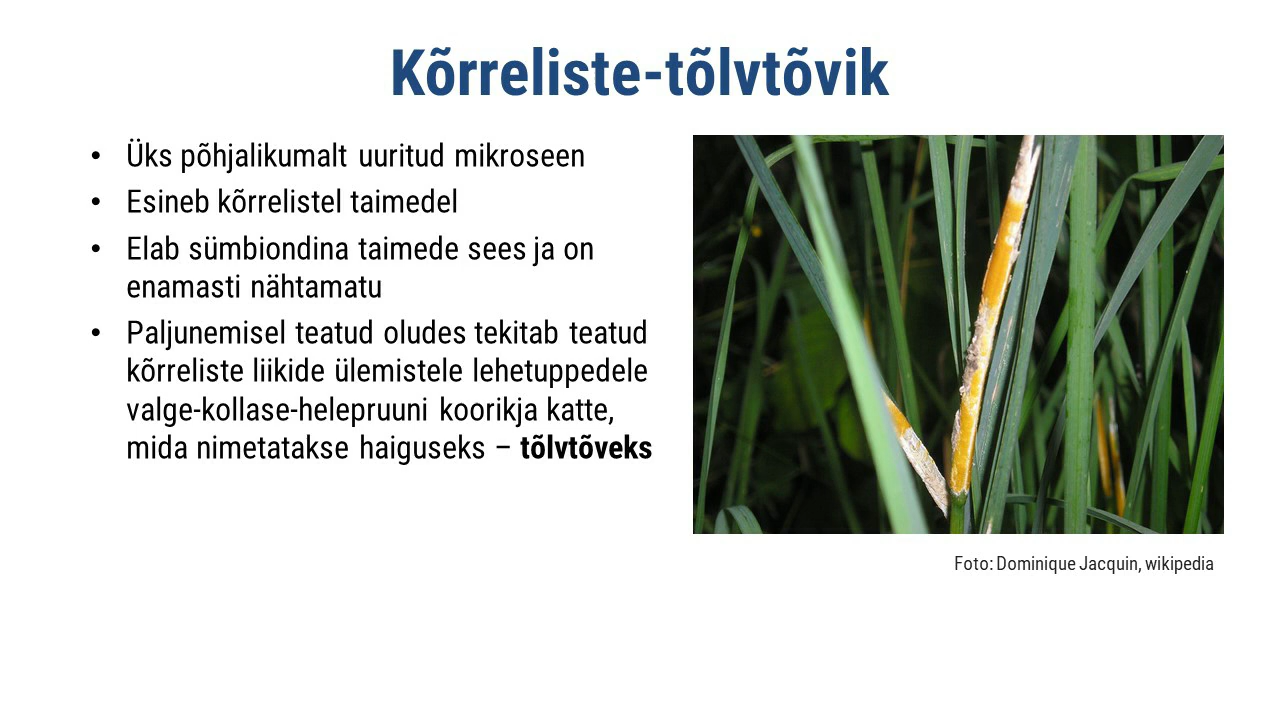 Kõrreliste-tõlvtõvik
• Üks põhjalikumalt uuritud mikroseen
• Esineb kõrrelistel taimedel
• Elab sümbiondina taimede sees ja on
enamasti nähtamatu
• Paljunemisel teatud oludes tekitab teatud
kõrreliste liikide ülemistele lehetuppedele
valge-kollase-helepruuni koorikja katte,
mida nimetatakse haiguseks – tõlvtõveks
Foto: Dominique Jacquin, wikipedia